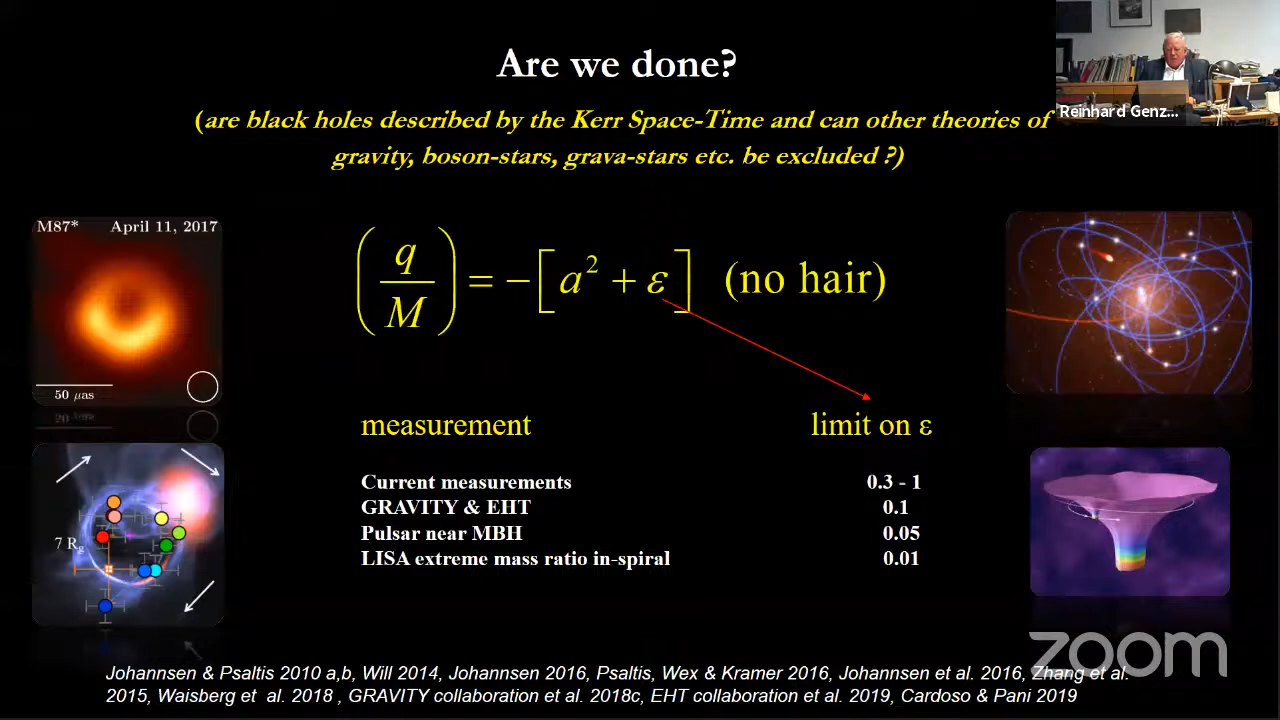 Are we done?
Reinhard Genz...
(are black holes described by the Kerr Space-Time and can other theories of
gravity, boson-stars, grava-stars etc. be excluded ?)
M87* April 11, 2017
50 μas
(q/M) = −[a² + ε] (no hair)
measurement limit on ε
7 Rg
Current measurements 0.3 - 1
GRAVITY & EHT 0.1
Pulsar near MBH 0.05
LISA extreme mass ratio in-spiral 0.01
zoom
Johannsen & Psaltis 2010 a,b, Will 2014, Johannsen 2016, Psaltis, Wex & Kramer 2016, Johannsen et al. 2016, Zhang et al.
2015, Waisberg et al. 2018 , GRAVITY collaboration et al. 2018c, EHT collaboration et al. 2019, Cardoso & Pani 2019